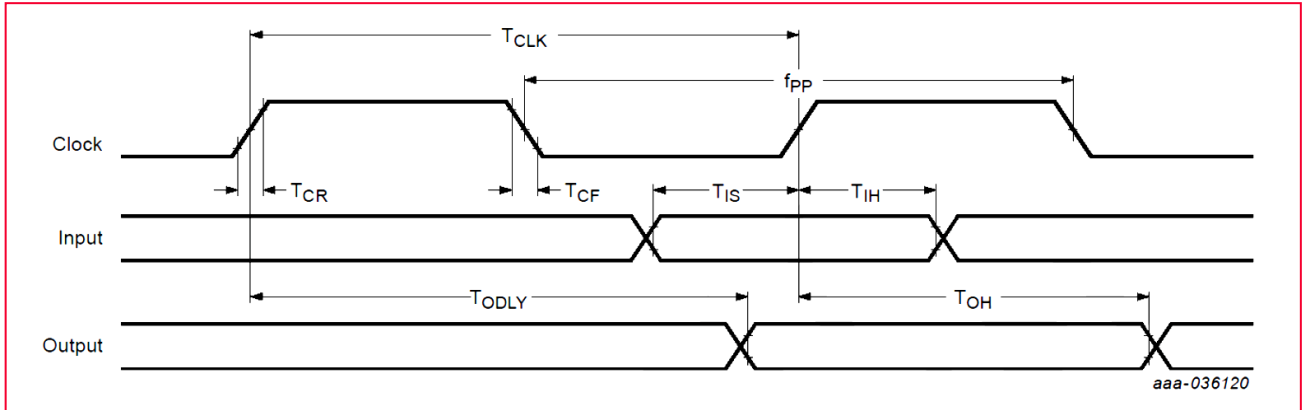 TCLK
fPP
Clock
TCR
TCF
TIS
TIH
Input
TODLY
TOH
Output
aaa-036120